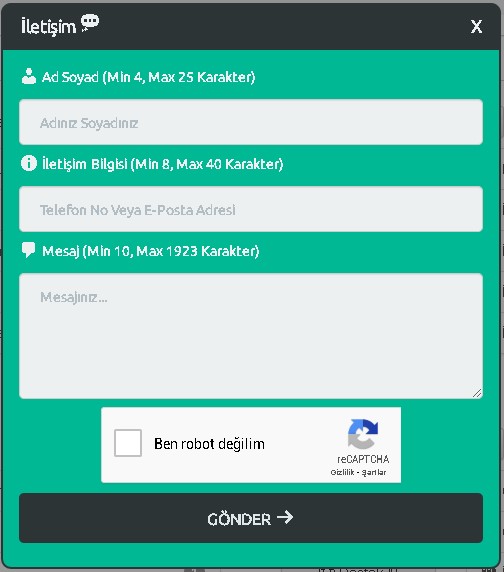 İletişim
X
Ad Soyad (Min 4, Max 25 Karakter)
Adınız Soyadınız
İletişim Bilgisi (Min 8, Max 40 Karakter)
Telefon No Veya E-Posta Adresi
Mesaj (Min 10, Max 1923 Karakter)
Mesajınız...
Ben robot değilim
reCAPTCHA
Gizlilik - Şartlar
GÖNDER